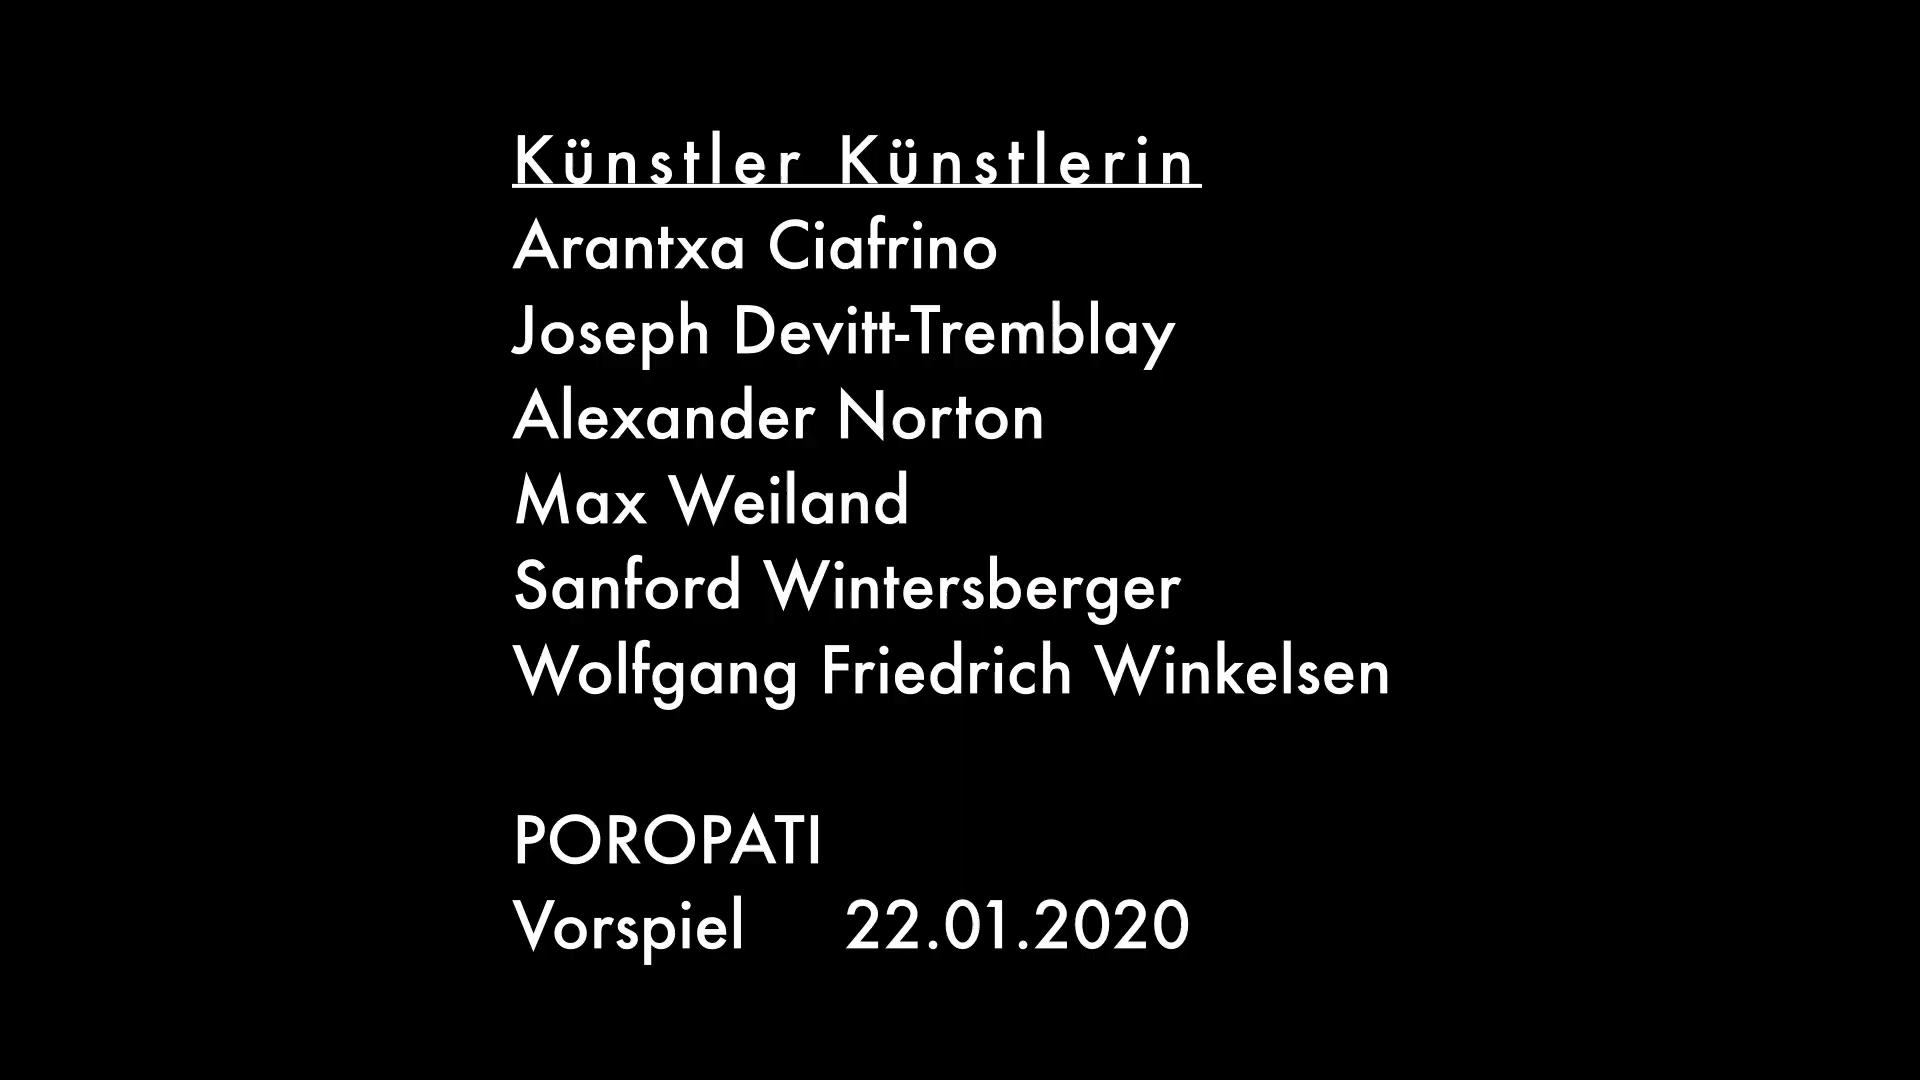 Künstler Künstlerin
Arantxa Ciafrino
Joseph Devitt-Tremblay
Alexander Norton
Max Weiland
Sanford Wintersberger
Wolfgang Friedrich Winkelsen
POROPATI
Vorspiel 22.01.2020